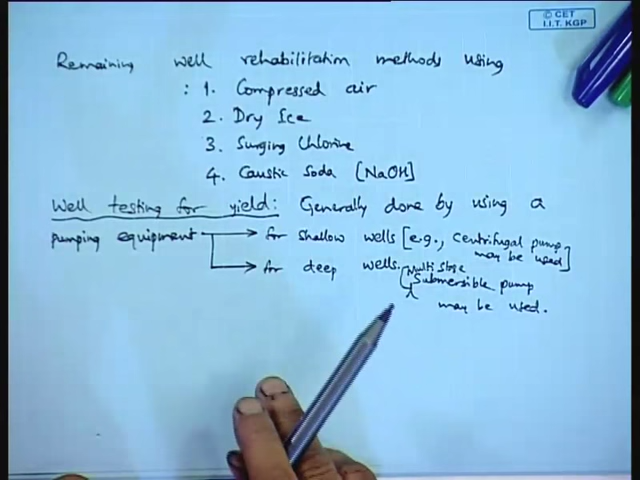 © CET
I.I.T. KGP
Remaining well rehabilitation methods using
: 1. Compressed air
2. Dry Ice
3. Surging Chlorine
4. Caustic Soda [NaOH]
Well testing for yield: Generally done by using a
pumping equipment → for shallow wells [e.g., Centrifugal pump
may be used]
→ for deep wells. Multi stage
[Submersible pump
may be used.